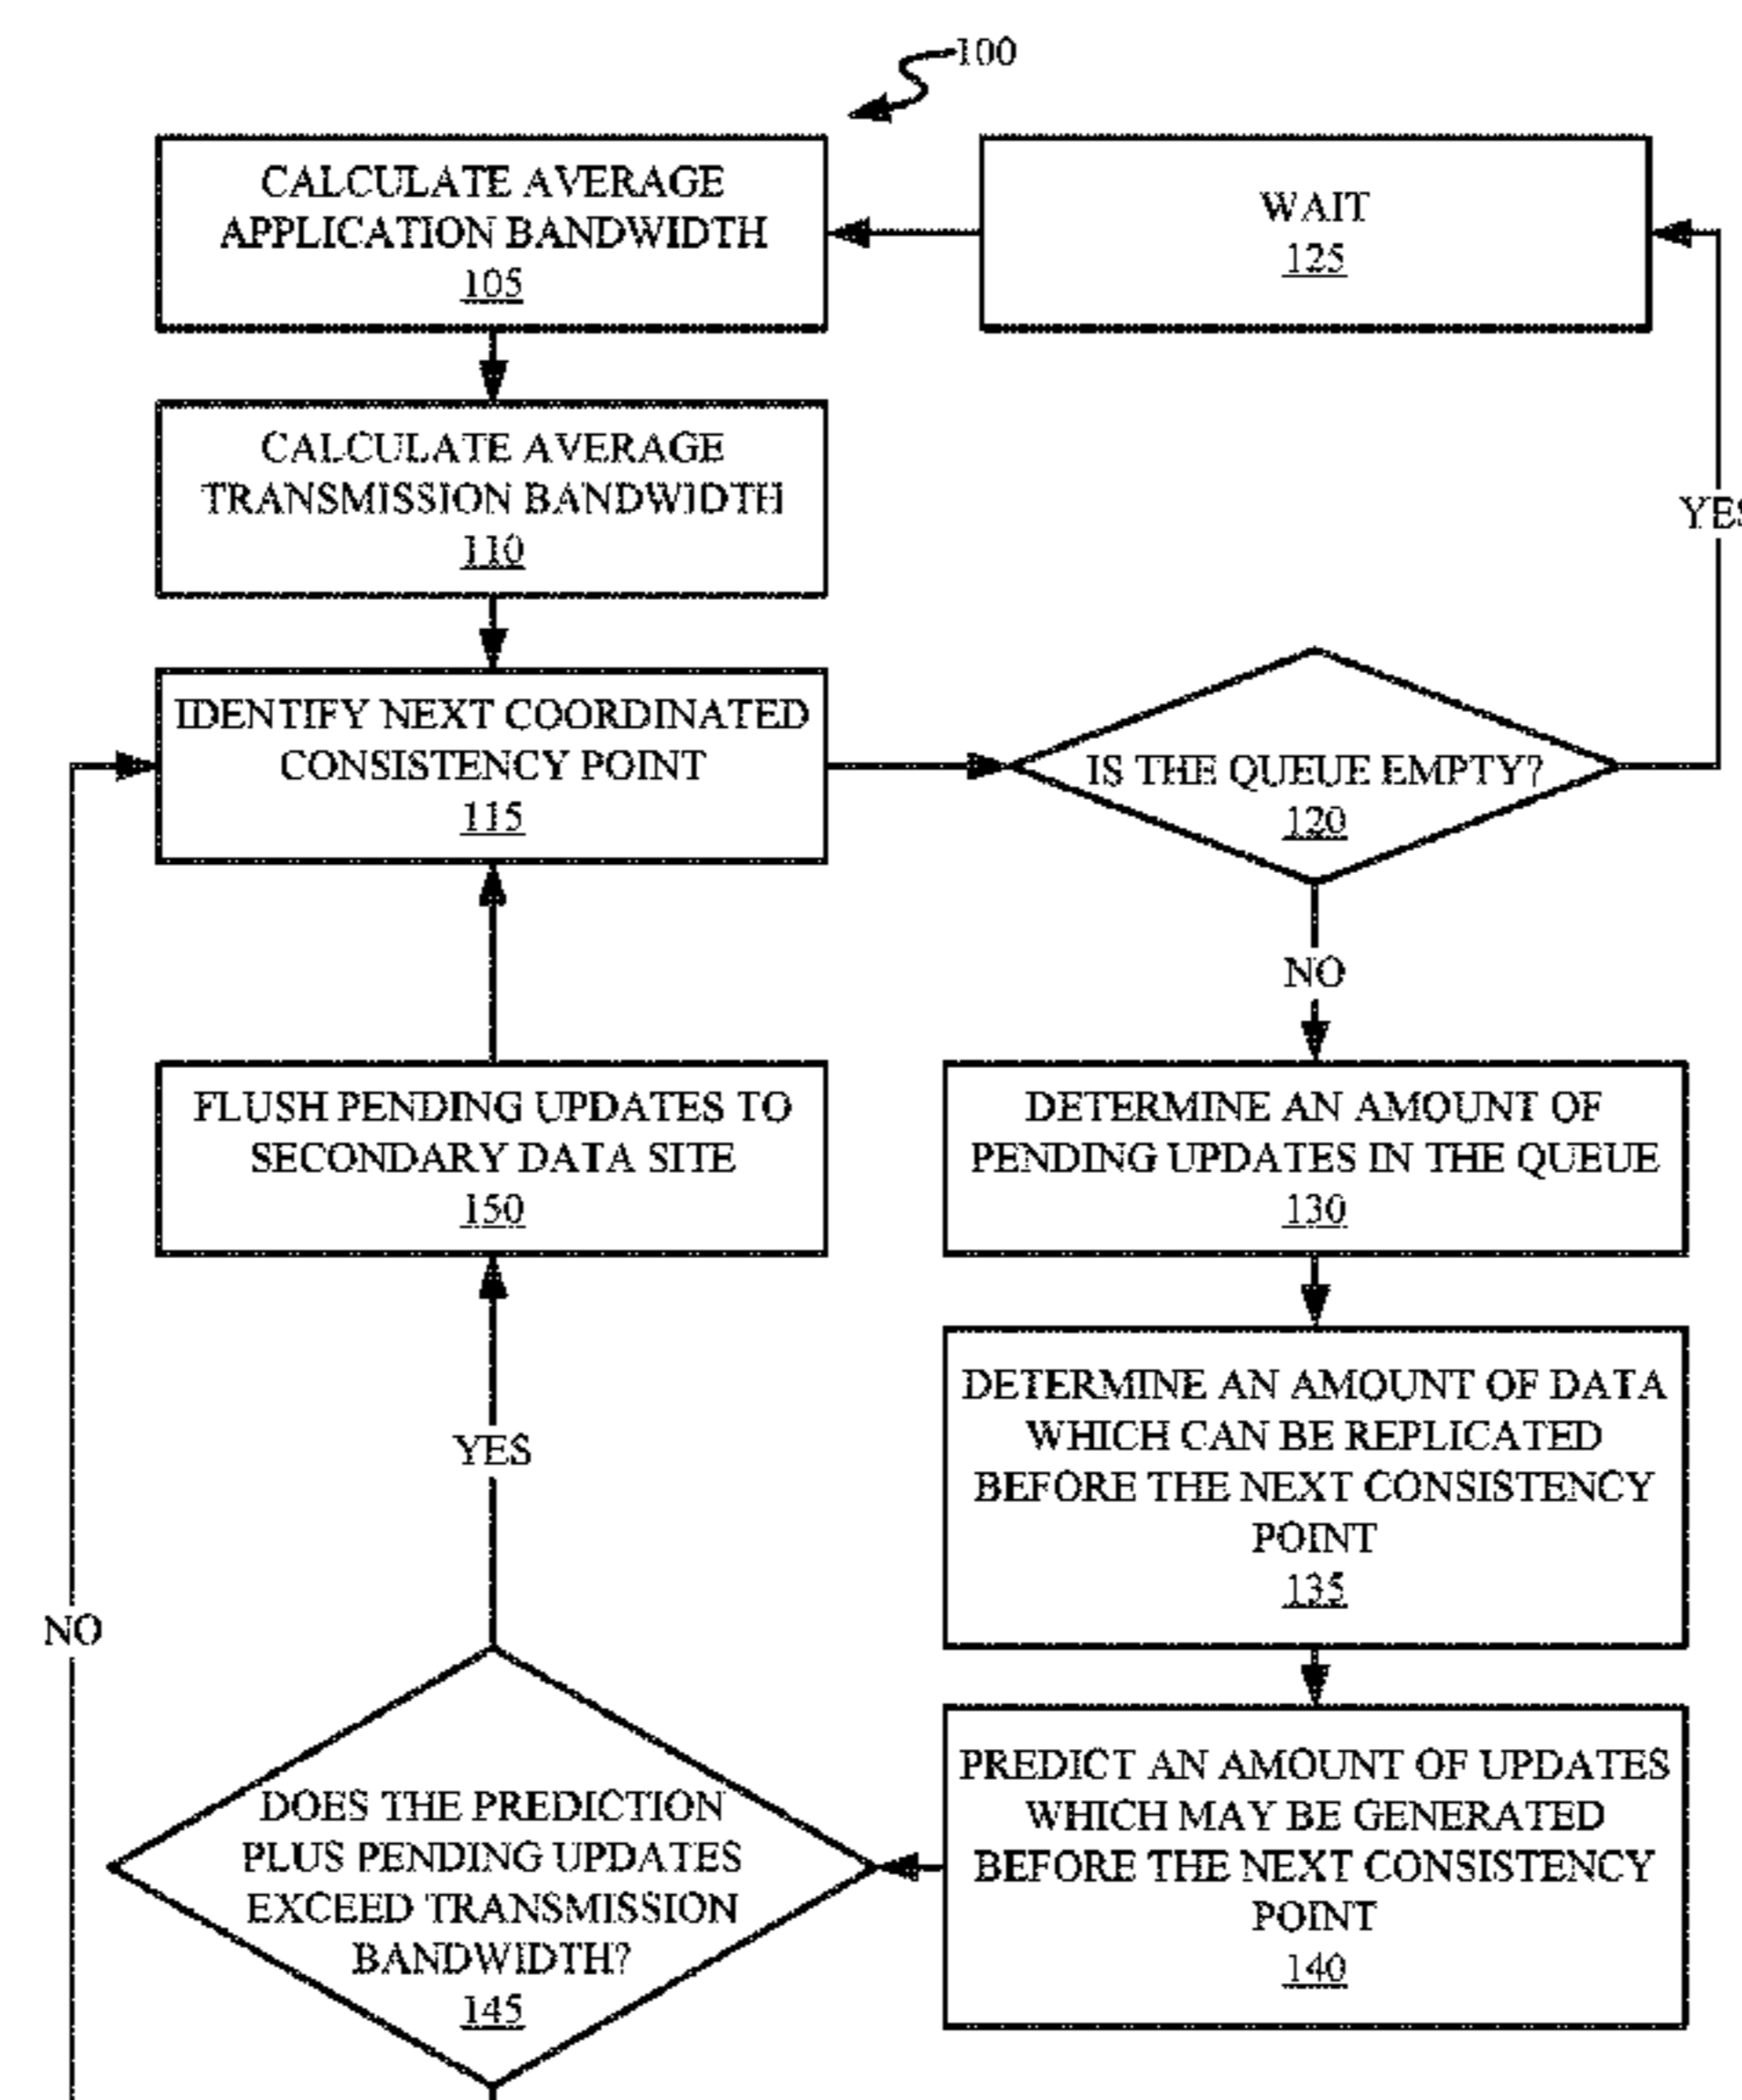 100
CALCULATE AVERAGE
APPLICATION BANDWIDTH
105
WAIT
125
CALCULATE AVERAGE
TRANSMISSION BANDWIDTH
110
YES
IDENTIFY NEXT COORDINATED
CONSISTENCY POINT
115
IS THE QUEUE EMPTY?
120
NO
FLUSH PENDING UPDATES TO
SECONDARY DATA SITE
150
DETERMINE AN AMOUNT OF
PENDING UPDATES IN THE QUEUE
130
DETERMINE AN AMOUNT OF DATA
WHICH CAN BE REPLICATED
BEFORE THE NEXT CONSISTENCY
POINT
135
YES
NO
PREDICT AN AMOUNT OF UPDATES
WHICH MAY BE GENERATED
BEFORE THE NEXT CONSISTENCY
POINT
140
DOES THE PREDICTION
PLUS PENDING UPDATES
EXCEED TRANSMISSION
BANDWIDTH?
145